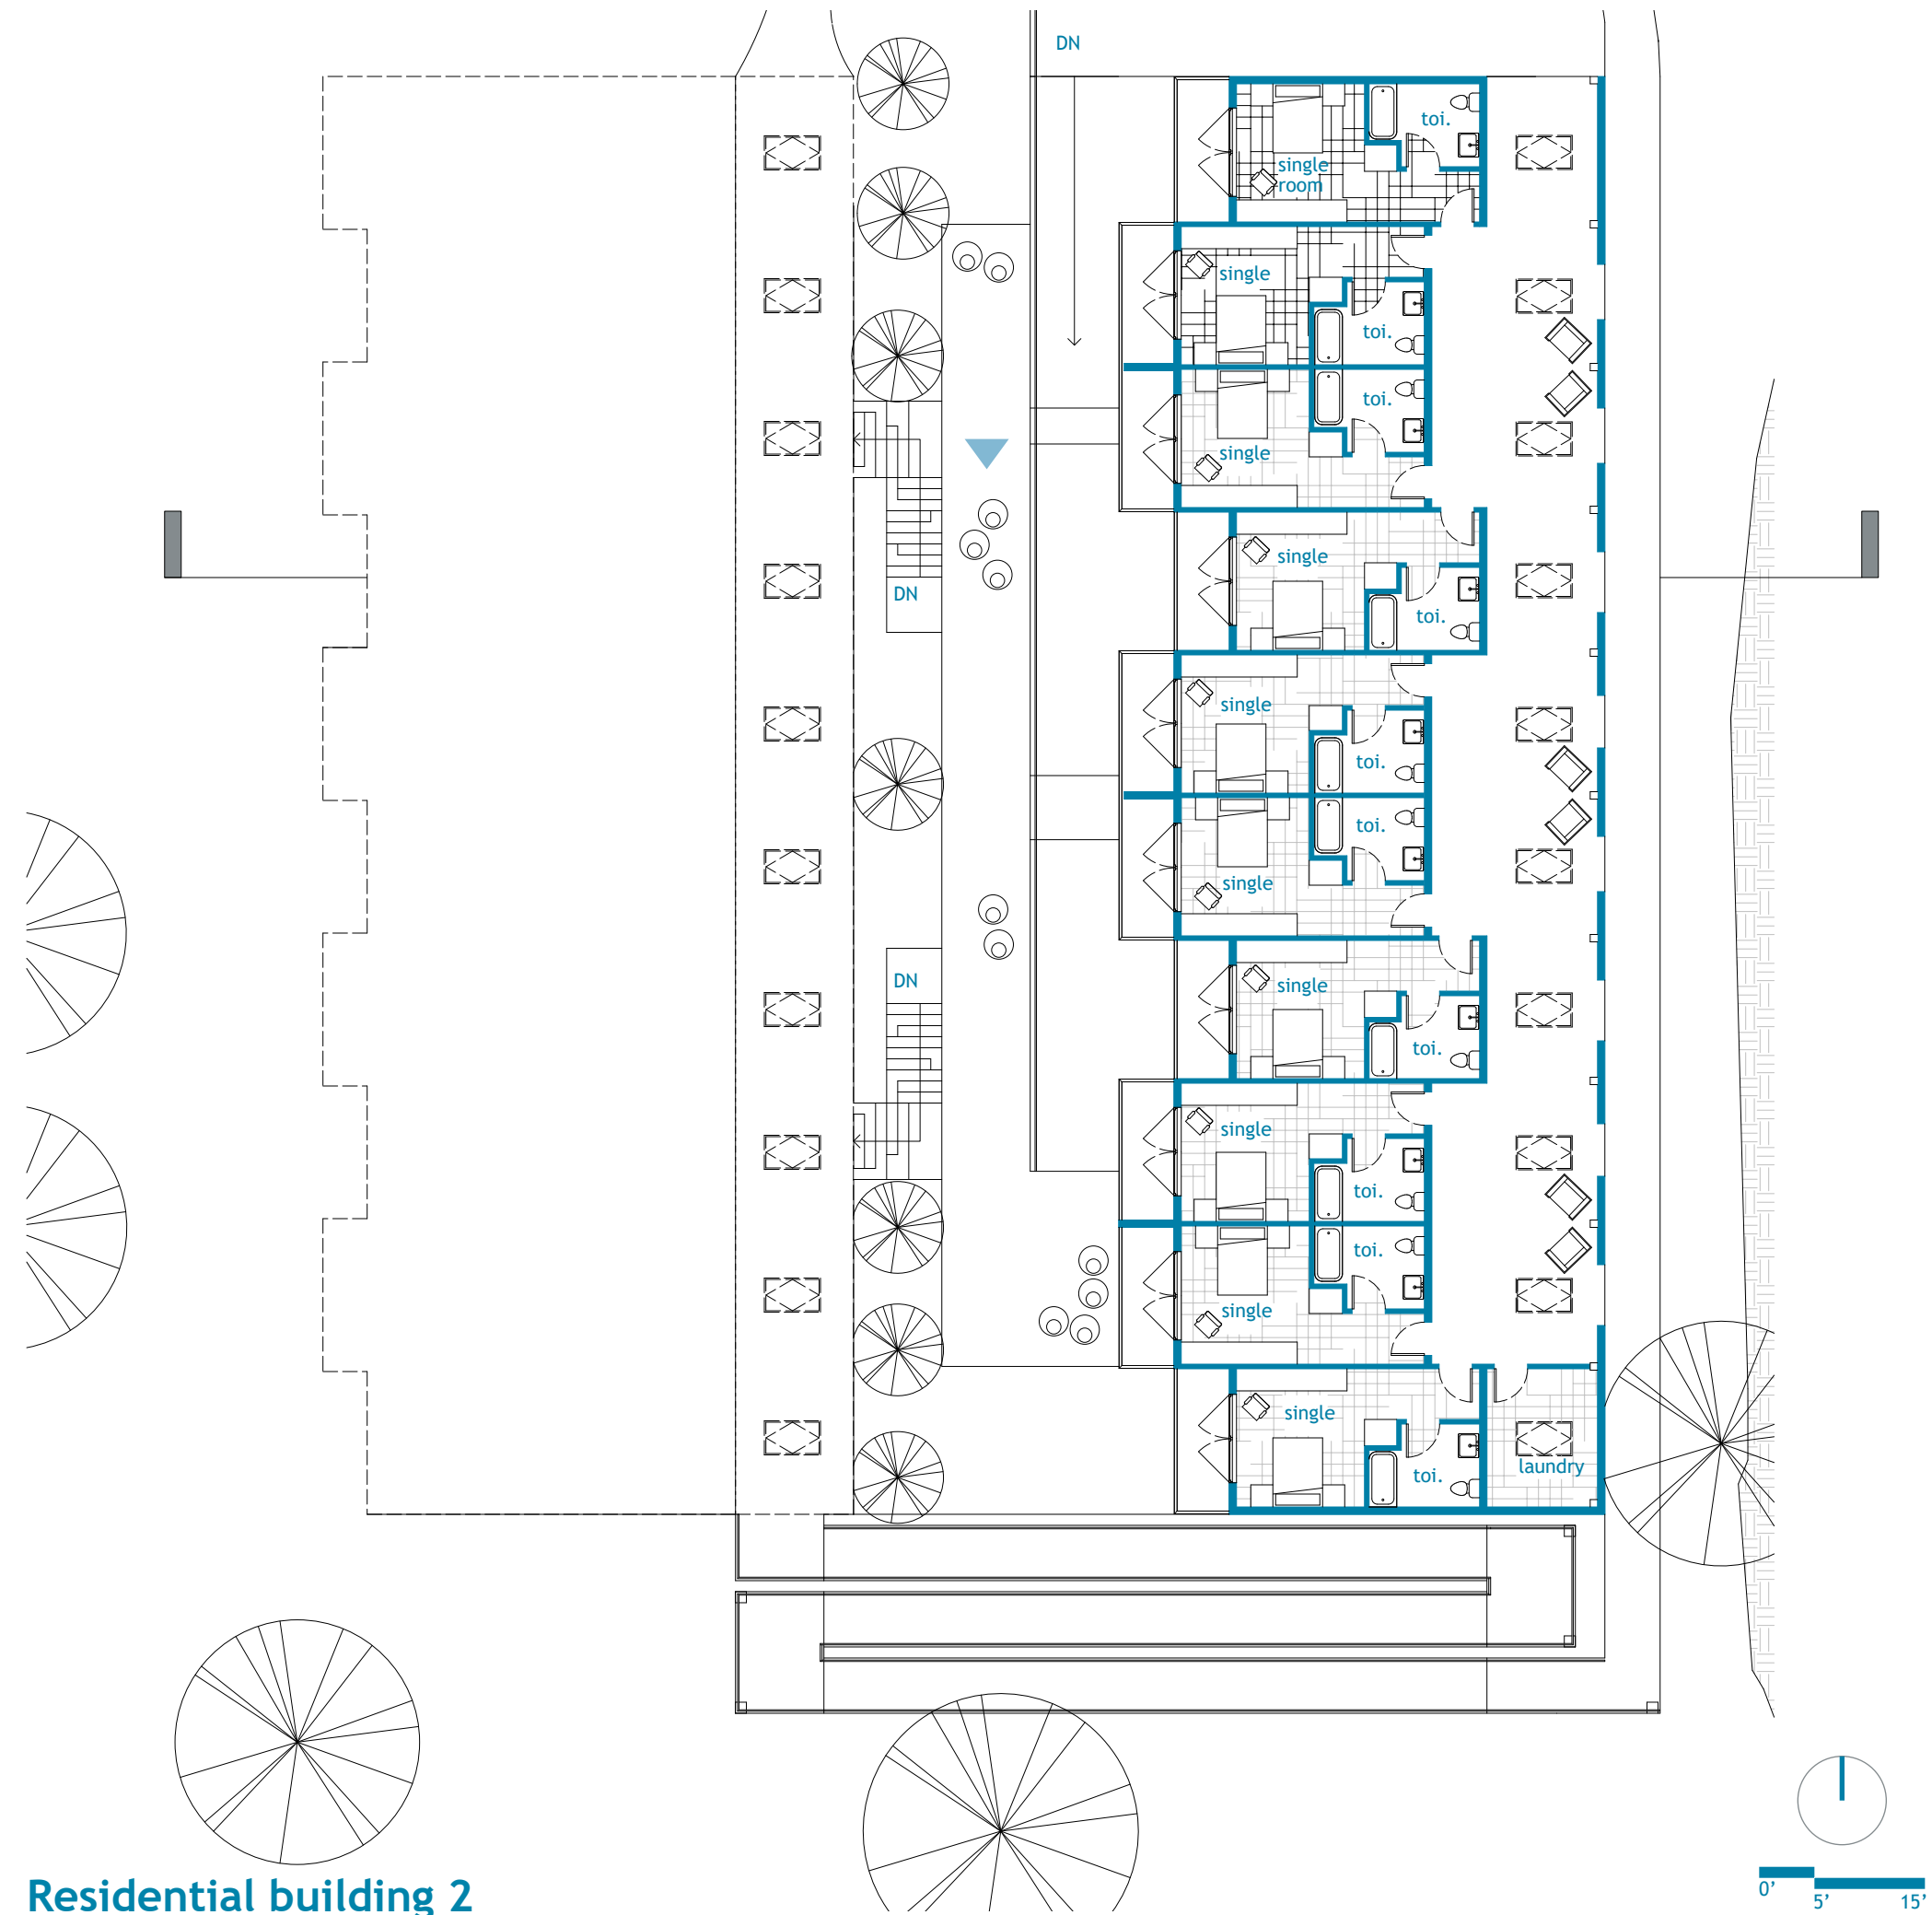 DN
toi.
single
room
single
toi.
toi.
single
single
DN
toi.
single
toi.
toi.
single
DN
single
toi.
single
toi.
toi.
single
single
laundry
toi.
Residential building 2
0’
5’
15’